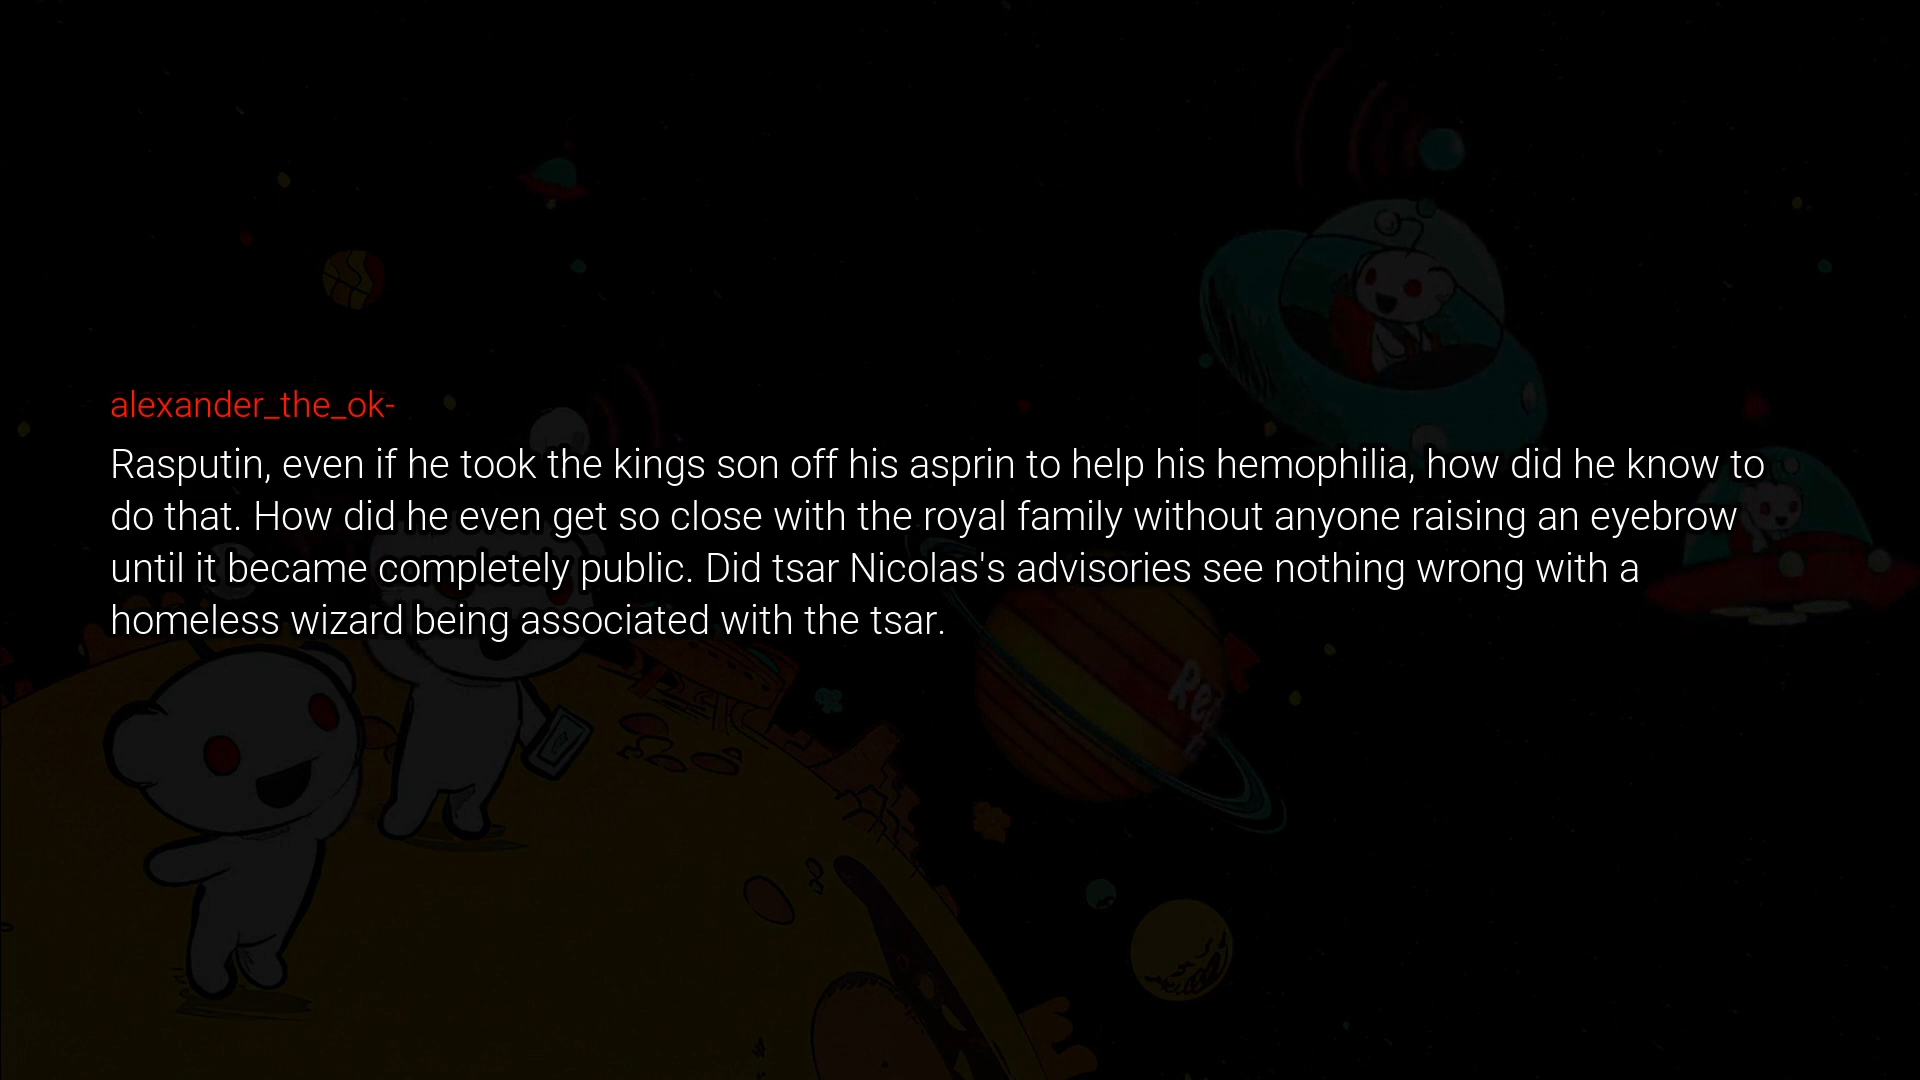 alexander_the_ok-
Rasputin, even if he took the kings son off his asprin to help his hemophilia, how did he know to
do that. How did he even get so close with the royal family without anyone raising an eyebrow
until it became completely public. Did tsar Nicolas's advisories see nothing wrong with a
homeless wizard being associated with the tsar.